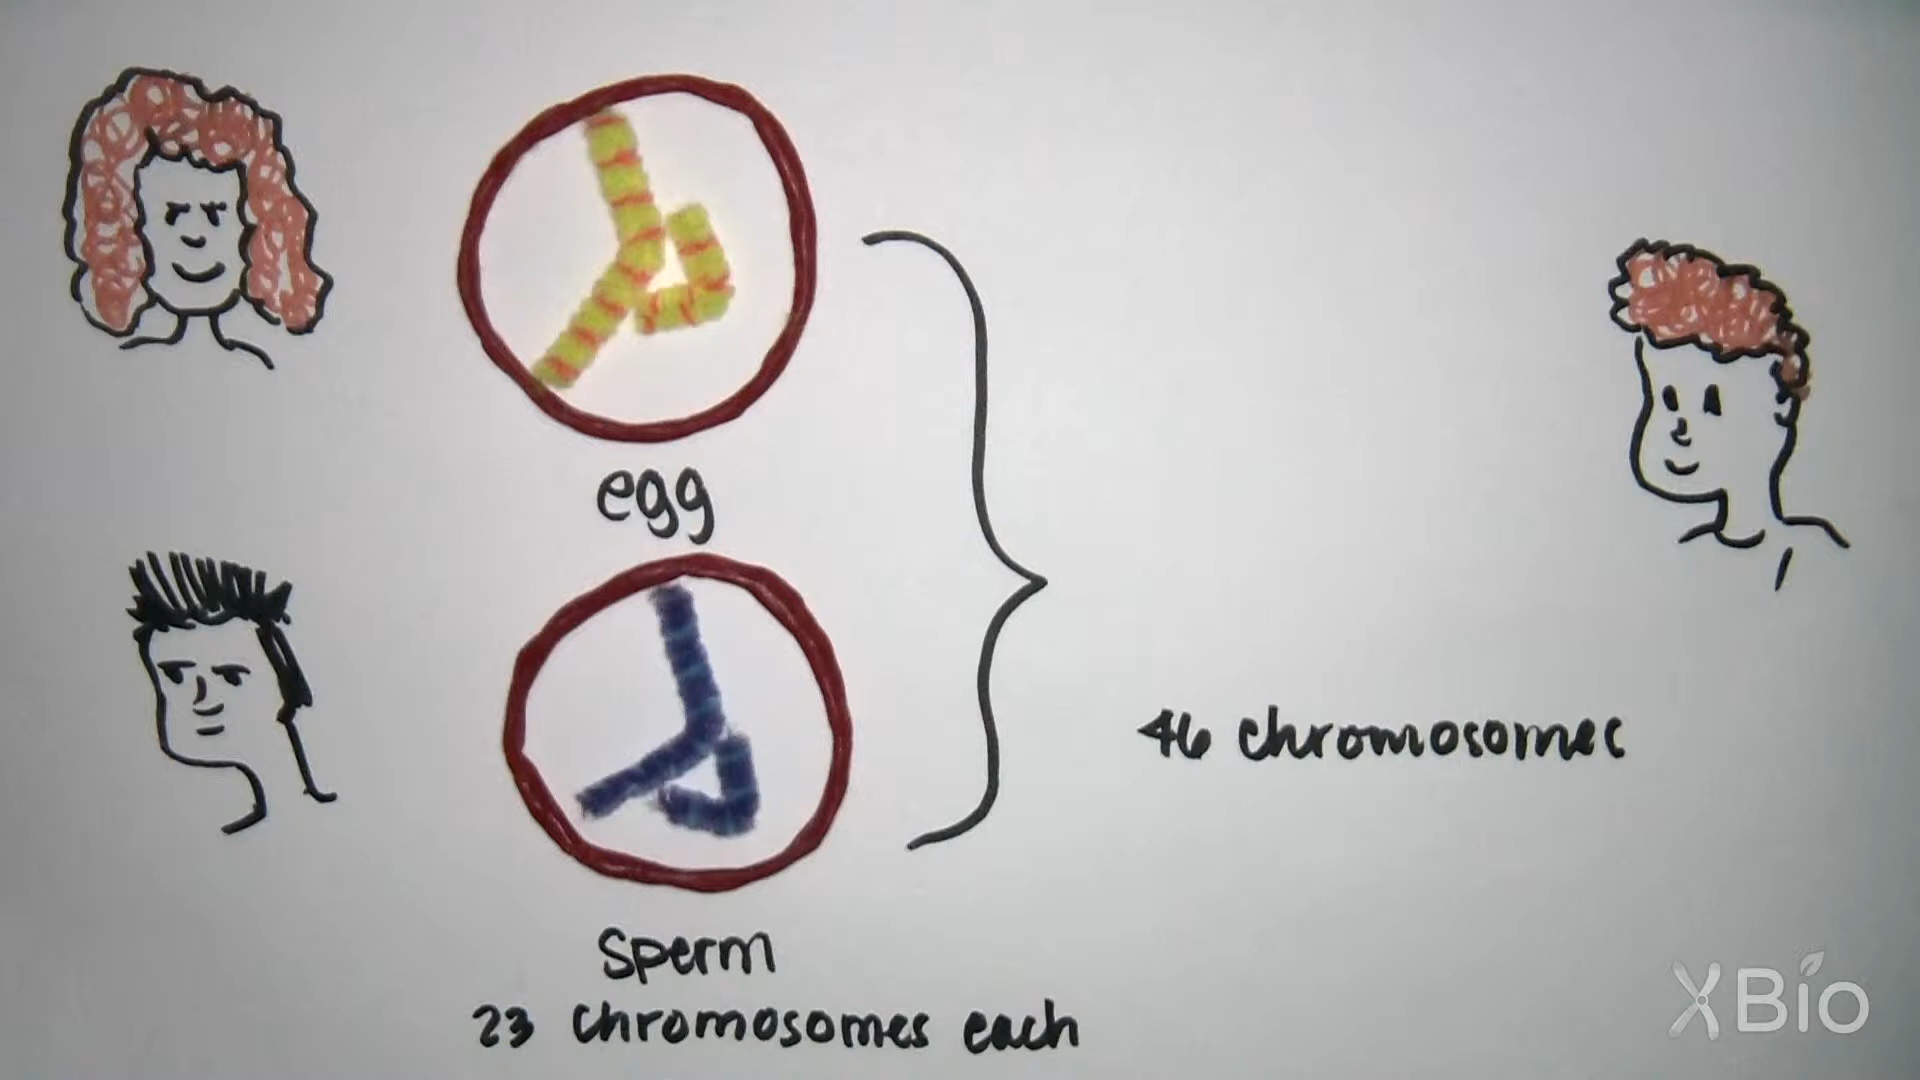 egg
46 chromosomes
sperm
23 chromosomes each
XBio